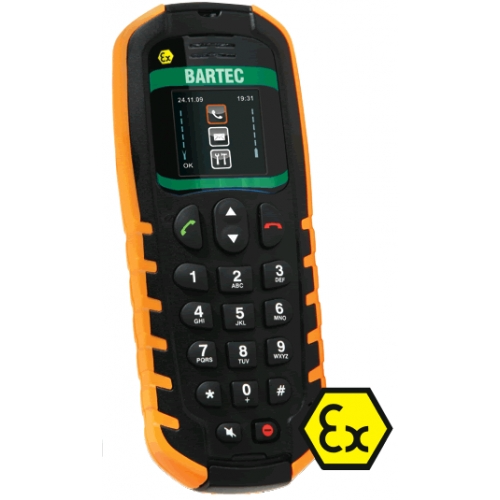 Ex
BARTEC
24.11.09 19:31
OK
1 2 ABC 3 DEF
4 GHI 5 JKL 6 MNO
7 PQRS 8 TUV 9 WXYZ
* 0 + #
Ex